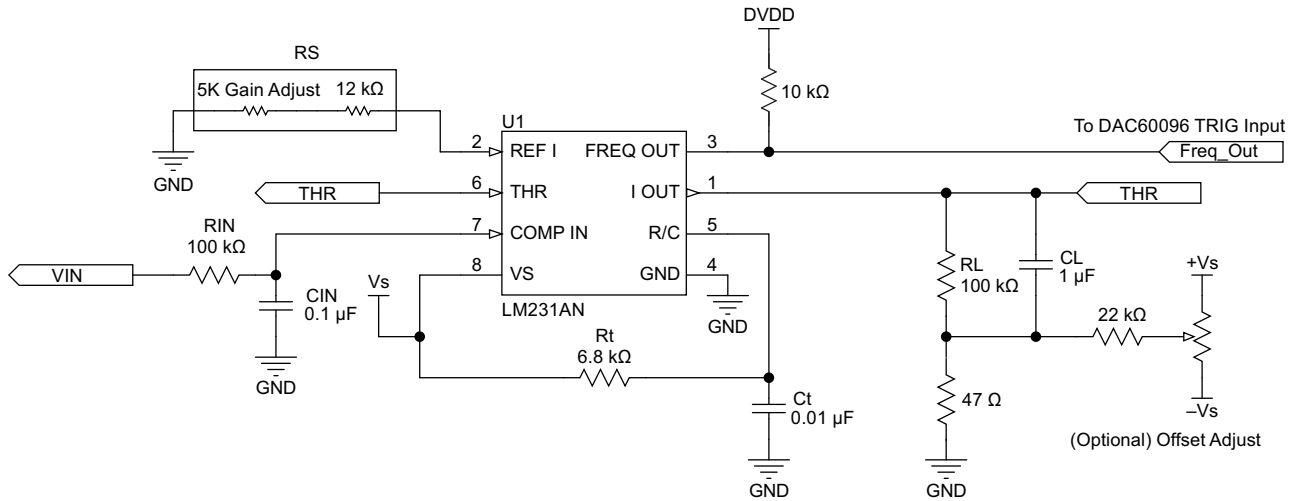 DVDD
RS
5K Gain Adjust 12 kΩ
10 kΩ
U1
To DAC60096 TRIG Input
2 REF I FREQ OUT 3
Freq_Out
GND
THR
6 THR I OUT 1
THR
RIN
100 kΩ
7 COMP IN R/C 5
VIN
8 VS GND 4
RL
100 kΩ
CL
1 µF
+Vs
CIN
0.1 µF
Vs
LM231AN
GND
22 kΩ
Rt
6.8 kΩ
GND
Ct
0.01 µF
47 Ω
–Vs
(Optional) Offset Adjust
GND
GND